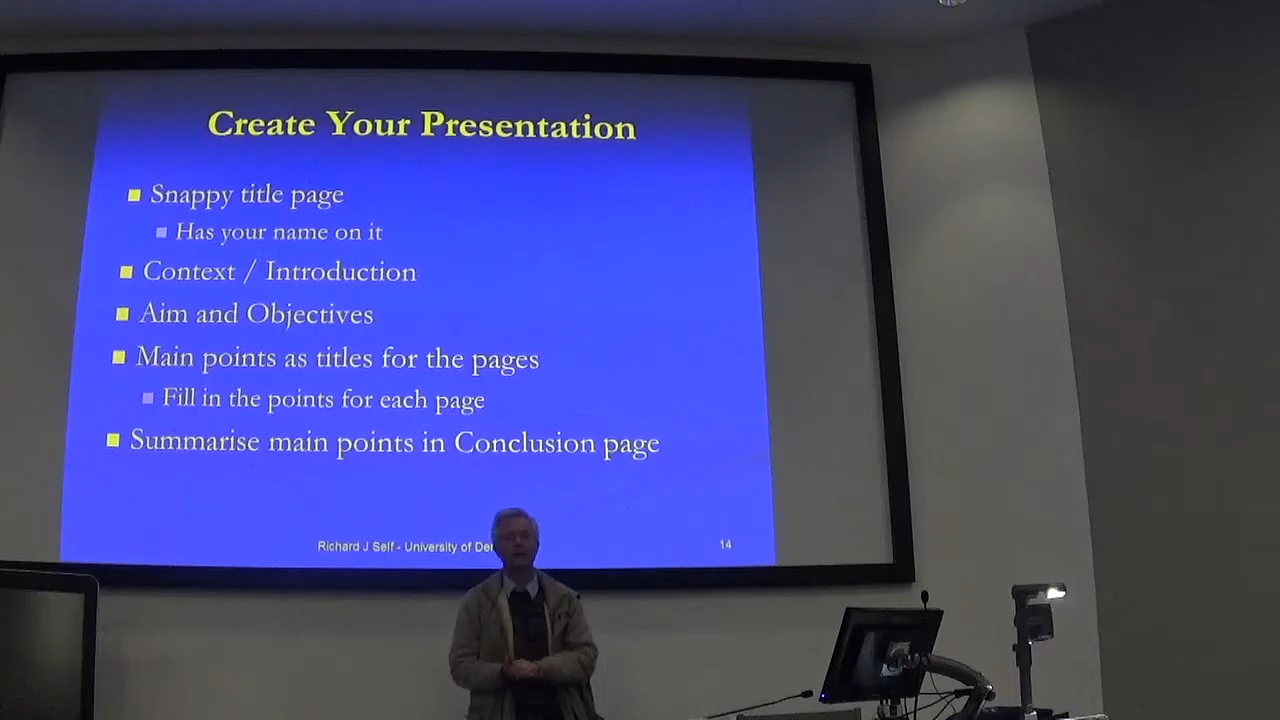 Create Your Presentation
Snappy title page
Has your name on it
Context / Introduction
Aim and Objectives
Main points as titles for the pages
Fill in the points for each page
Summarise main points in Conclusion page
Richard J Self - University of
14